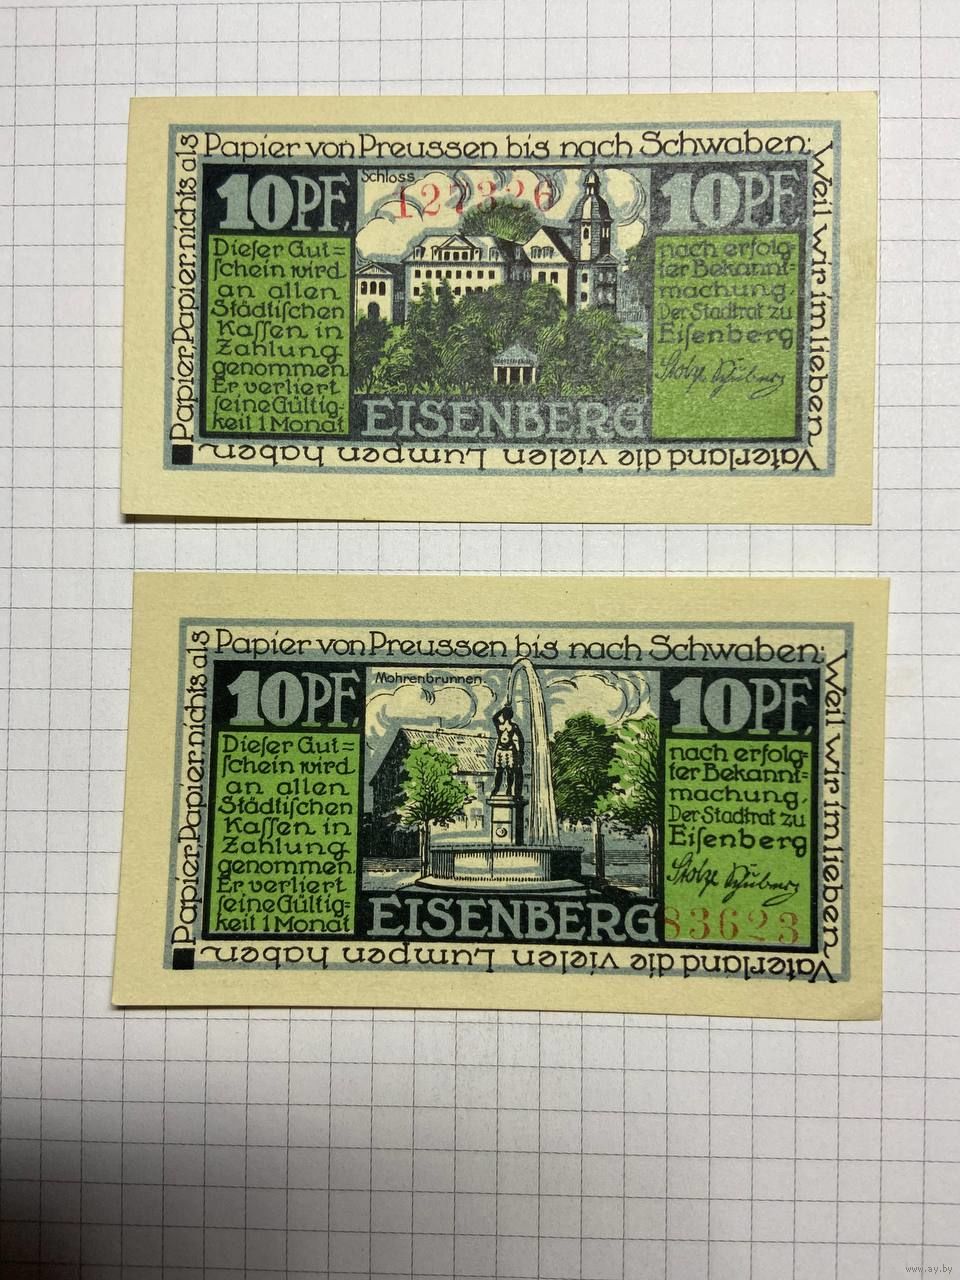 Papier, Papier, nichts als
Papier von Preussen bis nach Schwaben;
Weil wir im lieben
Vaterland die vielen Lumpen haben.
10 PF.
Dieſer Gut=
ſchein wird
an allen
Städtiſchen
Kaſſen in
Zahlung
genommen.
Er verliert
ſeine Gültig=
keit 1 Monat
Schloss
127326
EISENBERG
10 PF.
nach erfolg=
ter Bekannt=
machung.
Der Stadtrat zu
Eiſenberg
Papier, Papier, nichts als
Papier von Preussen bis nach Schwaben;
Weil wir im lieben
Vaterland die vielen Lumpen haben.
10 PF.
Dieſer Gut=
ſchein wird
an allen
Städtiſchen
Kaſſen in
Zahlung
genommen.
Er verliert
ſeine Gültig=
keit 1 Monat
Mohrenbrunnen.
EISENBERG
10 PF.
nach erfolg=
ter Bekannt=
machung.
Der Stadtrat zu
Eiſenberg
83623
www.ay.by